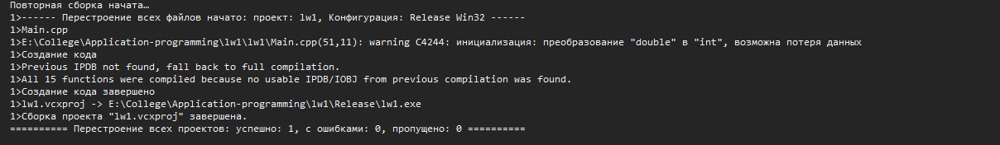 Повторная сборка начата…
1>------ Перестроение всех файлов начато: проект: lw1, Конфигурация: Release Win32 ------
1>Main.cpp
1>E:\College\Application-programming\lw1\lw1\Main.cpp(51,11): warning C4244: инициализация: преобразование "double" в "int", возможна потеря данных
1>Создание кода
1>Previous IPDB not found, fall back to full compilation.
1>All 15 functions were compiled because no usable IPDB/IOBJ from previous compilation was found.
1>Создание кода завершено
1>lw1.vcxproj -> E:\College\Application-programming\lw1\Release\lw1.exe
1>Сборка проекта "lw1.vcxproj" завершена.
========== Перестроение всех проектов: успешно: 1, с ошибками: 0, пропущено: 0 ==========